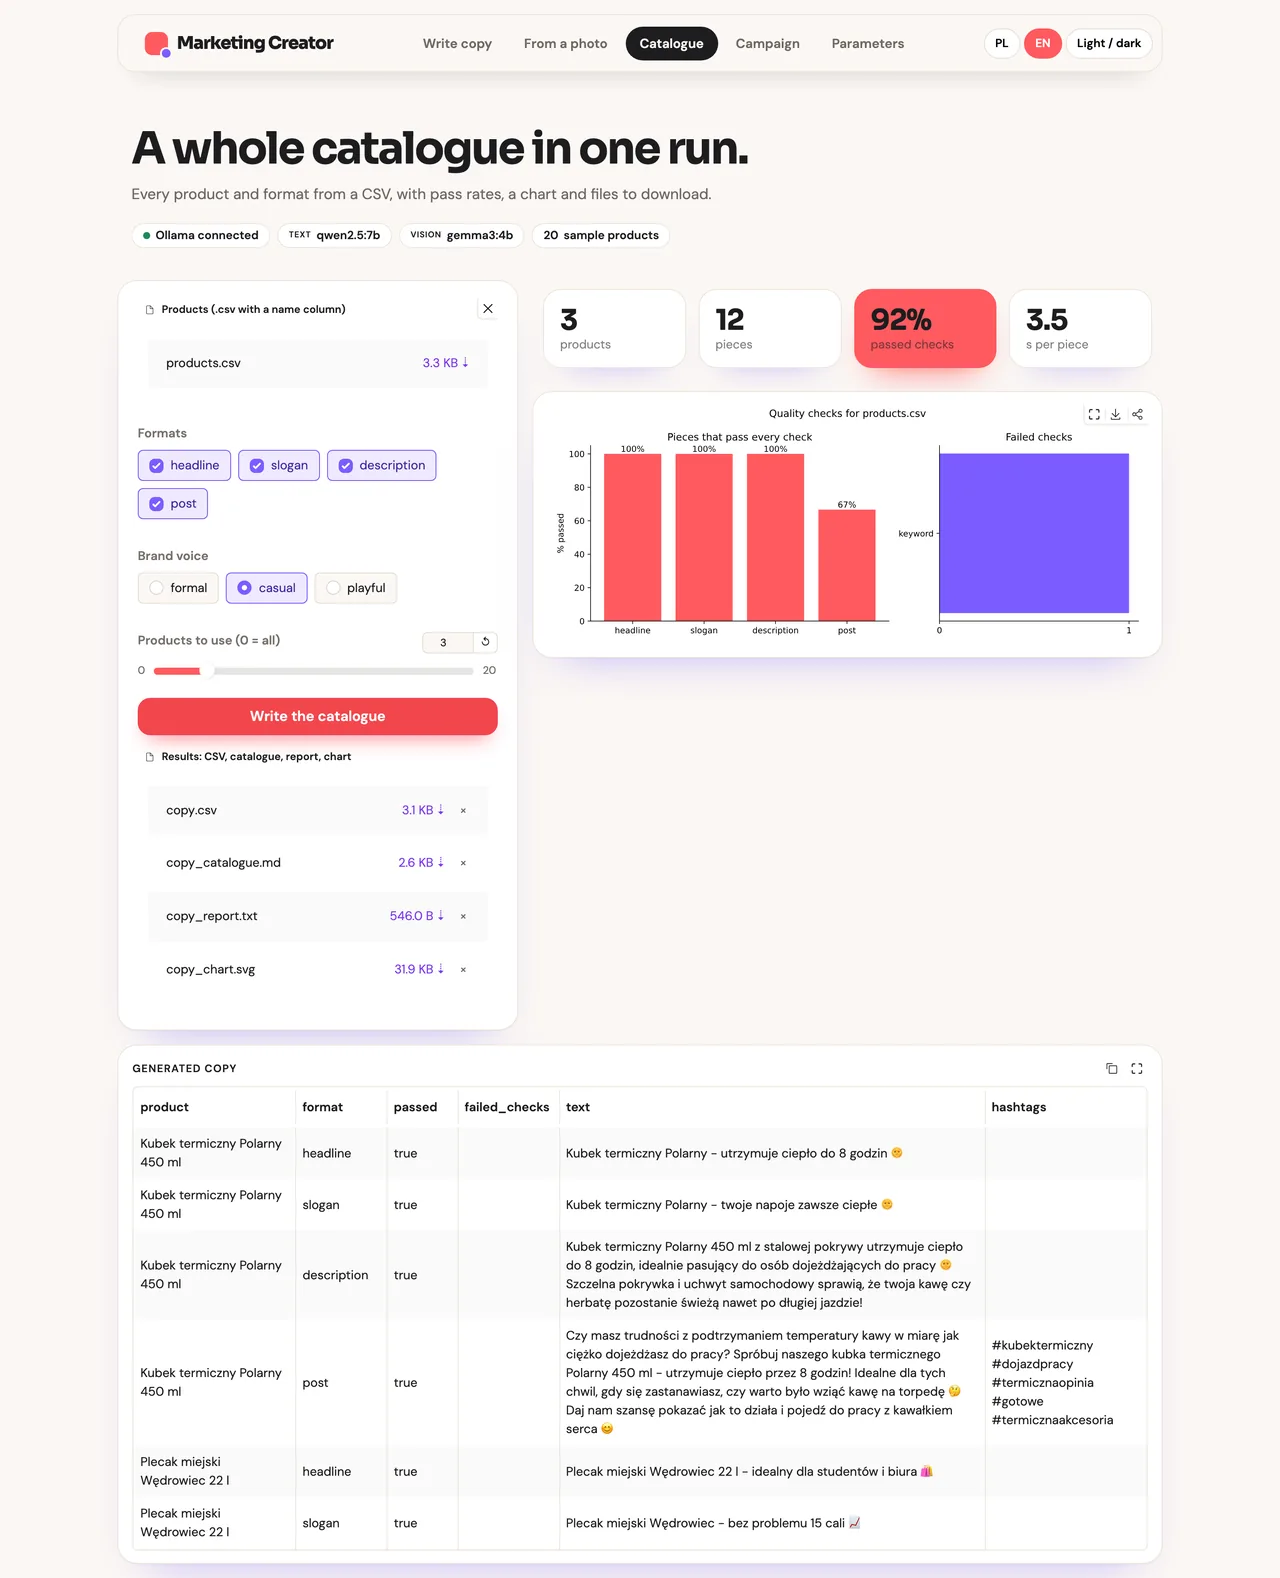 Marketing Creator
Write copy
From a photo
Catalogue
Campaign
Parameters
PL
EN
Light / dark
A whole catalogue in one run.
Every product and format from a CSV, with pass rates, a chart and files to download.
Ollama connected
TEXT qwen2.5:7b
VISION gemma3:4b
20 sample products
Products (.csv with a name column)
products.csv
3.3 KB ↓
Formats
headline
slogan
description
post
Brand voice
formal
casual
playful
Products to use (0 = all)
3
0
20
Write the catalogue
Results: CSV, catalogue, report, chart
copy.csv
3.1 KB ↓
copy_catalogue.md
2.6 KB ↓
copy_report.txt
546.0 B ↓
copy_chart.svg
31.9 KB ↓
3
products
12
pieces
92%
passed checks
3.5
s per piece
Quality checks for products.csv
Pieces that pass every check
% passed
100
80
60
40
20
0
100%
100%
100%
67%
headline
slogan
description
post
Failed checks
keyword
0
1
GENERATED COPY
product format passed failed_checks text hashtags
Kubek termiczny Polarny
450 ml
headline
true
Kubek termiczny Polarny – utrzymuje ciepło do 8 godzin 😊
Kubek termiczny Polarny
450 ml
slogan
true
Kubek termiczny Polarny – twoje napoje zawsze ciepłe 😊
Kubek termiczny Polarny
450 ml
description
true
Kubek termiczny Polarny 450 ml z stalowej pokrywy utrzymuje ciepło
do 8 godzin, idealnie pasujący do osób dojeżdżających do pracy 😊
Szczelna pokrywka i uchwyt samochodowy sprawią, że twoja kawę czy
herbatę pozostanie świeżą nawet po długiej jazdzie!
Kubek termiczny Polarny
450 ml
post
true
Czy masz trudności z podtrzymaniem temperatury kawy w miarę jak
ciężko dojeżdżasz do pracy? Spróbuj naszego kubka termicznego
Polarny 450 ml – utrzymuje ciepło przez 8 godzin! Idealne dla tych
chwil, gdy się zastanawiasz, czy warto było wziąć kawę na torpedę 🤔
Daj nam szansę pokazać jak to działa i pojedź do pracy z kawałkiem
serca 😊
#kubektermiczny
#dojazdpracy
#termicznaopinia
#gotowe
#termicznaakcesoria
Plecak miejski
Wędrowiec 22 l
headline
true
Plecak miejski Wędrowiec 22 l – idealny dla studentów i biura 🛍️
Plecak miejski
Wędrowiec 22 l
slogan
true
Plecak miejski Wędrowiec – bez problemu 15 cali 📈